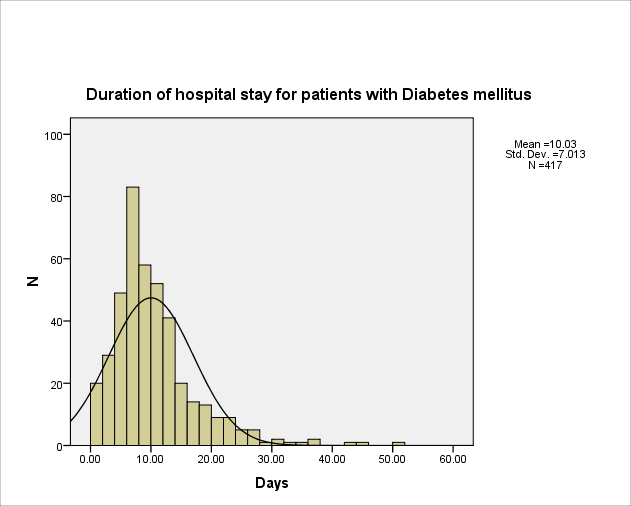 Duration of hospital stay for patients with Diabetes mellitus
Mean =10.03
Std. Dev. =7.013
N =417
100
80
60
40
20
0
N
0.00 10.00 20.00 30.00 40.00 50.00 60.00
Days